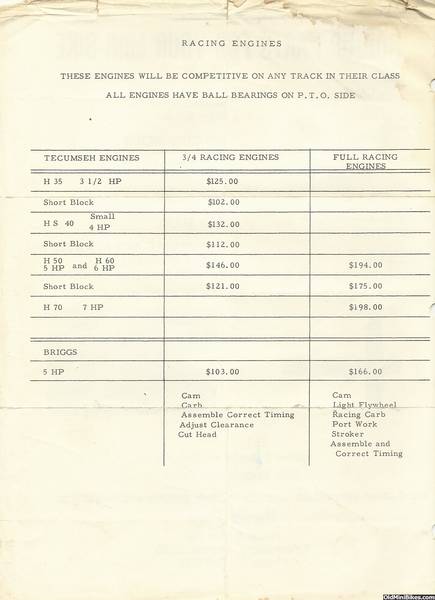 RACING ENGINES
THESE ENGINES WILL BE COMPETITIVE ON ANY TRACK IN THEIR CLASS
ALL ENGINES HAVE BALL BEARINGS ON P.T.O. SIDE
TECUMSEH ENGINES 3/4 RACING ENGINES FULL RACING
ENGINES
H 35 3 1/2 HP $125.00
Short Block $102.00
H S 40 Small
4 HP $132.00
Short Block $112.00
H 50 and H 60
5 HP 6 HP $146.00 $194.00
Short Block $121.00 $175.00
H 70 7 HP $198.00
BRIGGS
5 HP $103.00 $166.00
Cam
Carb
Assemble Correct Timing
Adjust Clearance
Cut Head
Cam
Light Flywheel
Racing Carb
Port Work
Stroker
Assemble and
Correct Timing
OldMiniBikes.com